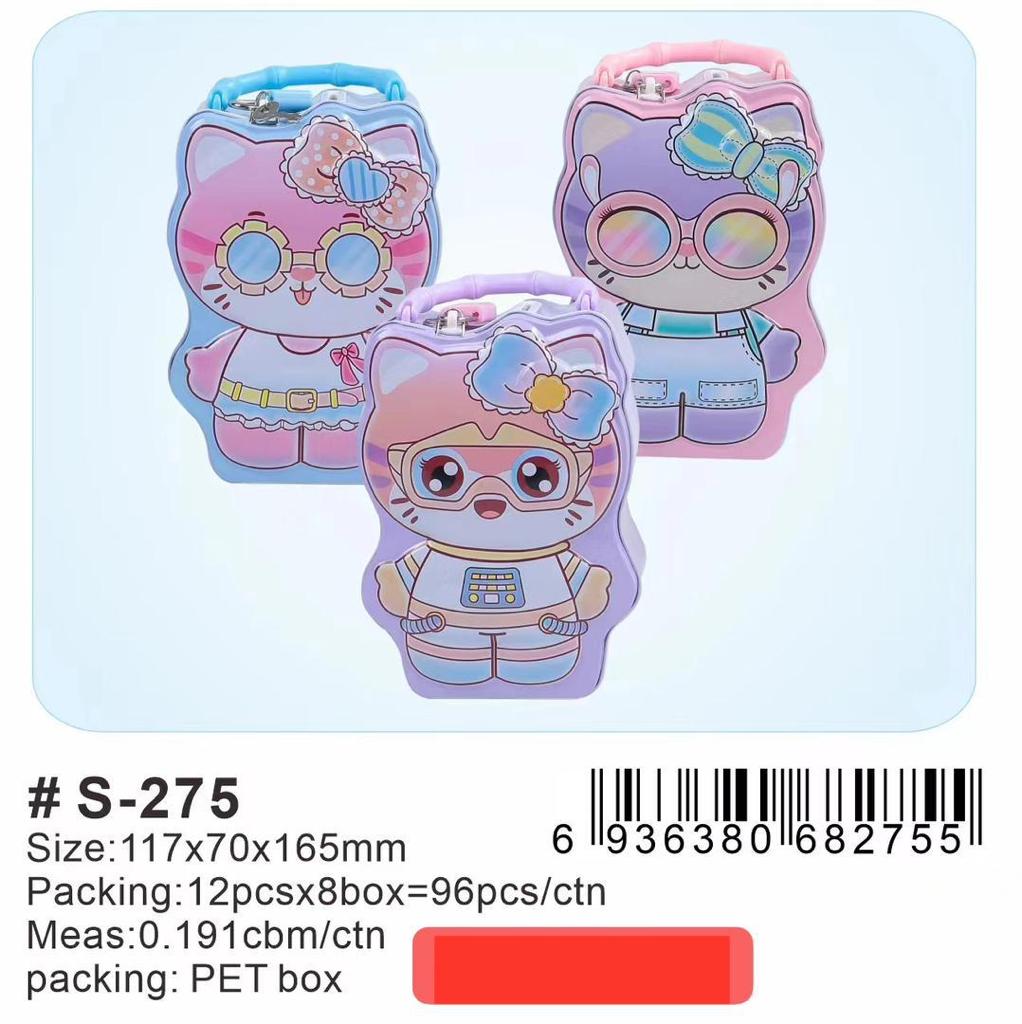 # S-275
Size:117x70x165mm
Packing:12pcsx8box=96pcs/ctn
Meas:0.191cbm/ctn
packing: PET box
6 936380 682755